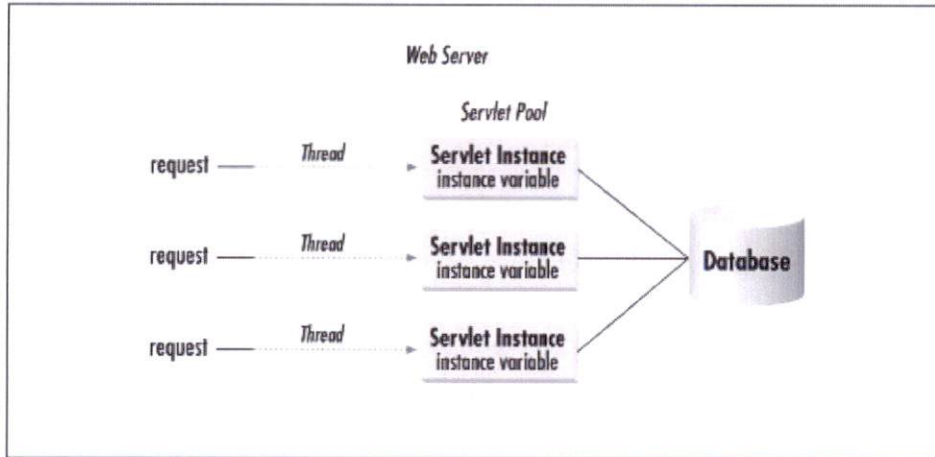 Web Server
Servlet Pool
request
Thread
Servlet Instance
instance variable
request
Thread
Servlet Instance
instance variable
Database
request
Thread
Servlet Instance
instance variable